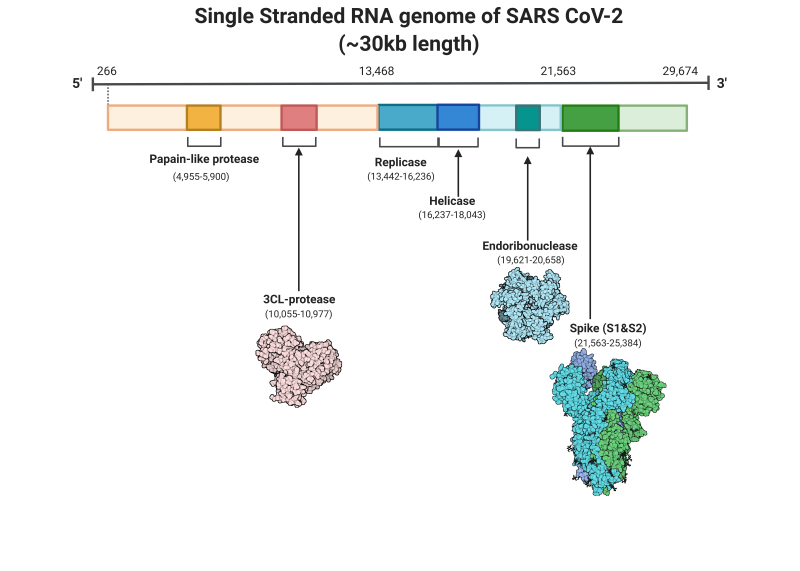 Single Stranded RNA genome of SARS CoV-2
(~30kb length)
266 13,468 21,563 29,674
5' 3'
Papain-like protease
(4,955-5,900)
Replicase
(13,442-16,236)
Helicase
(16,237-18,043)
Endoribonuclease
(19,621-20,658)
3CL-protease
(10,055-10,977)
Spike (S1&S2)
(21,563-25,384)